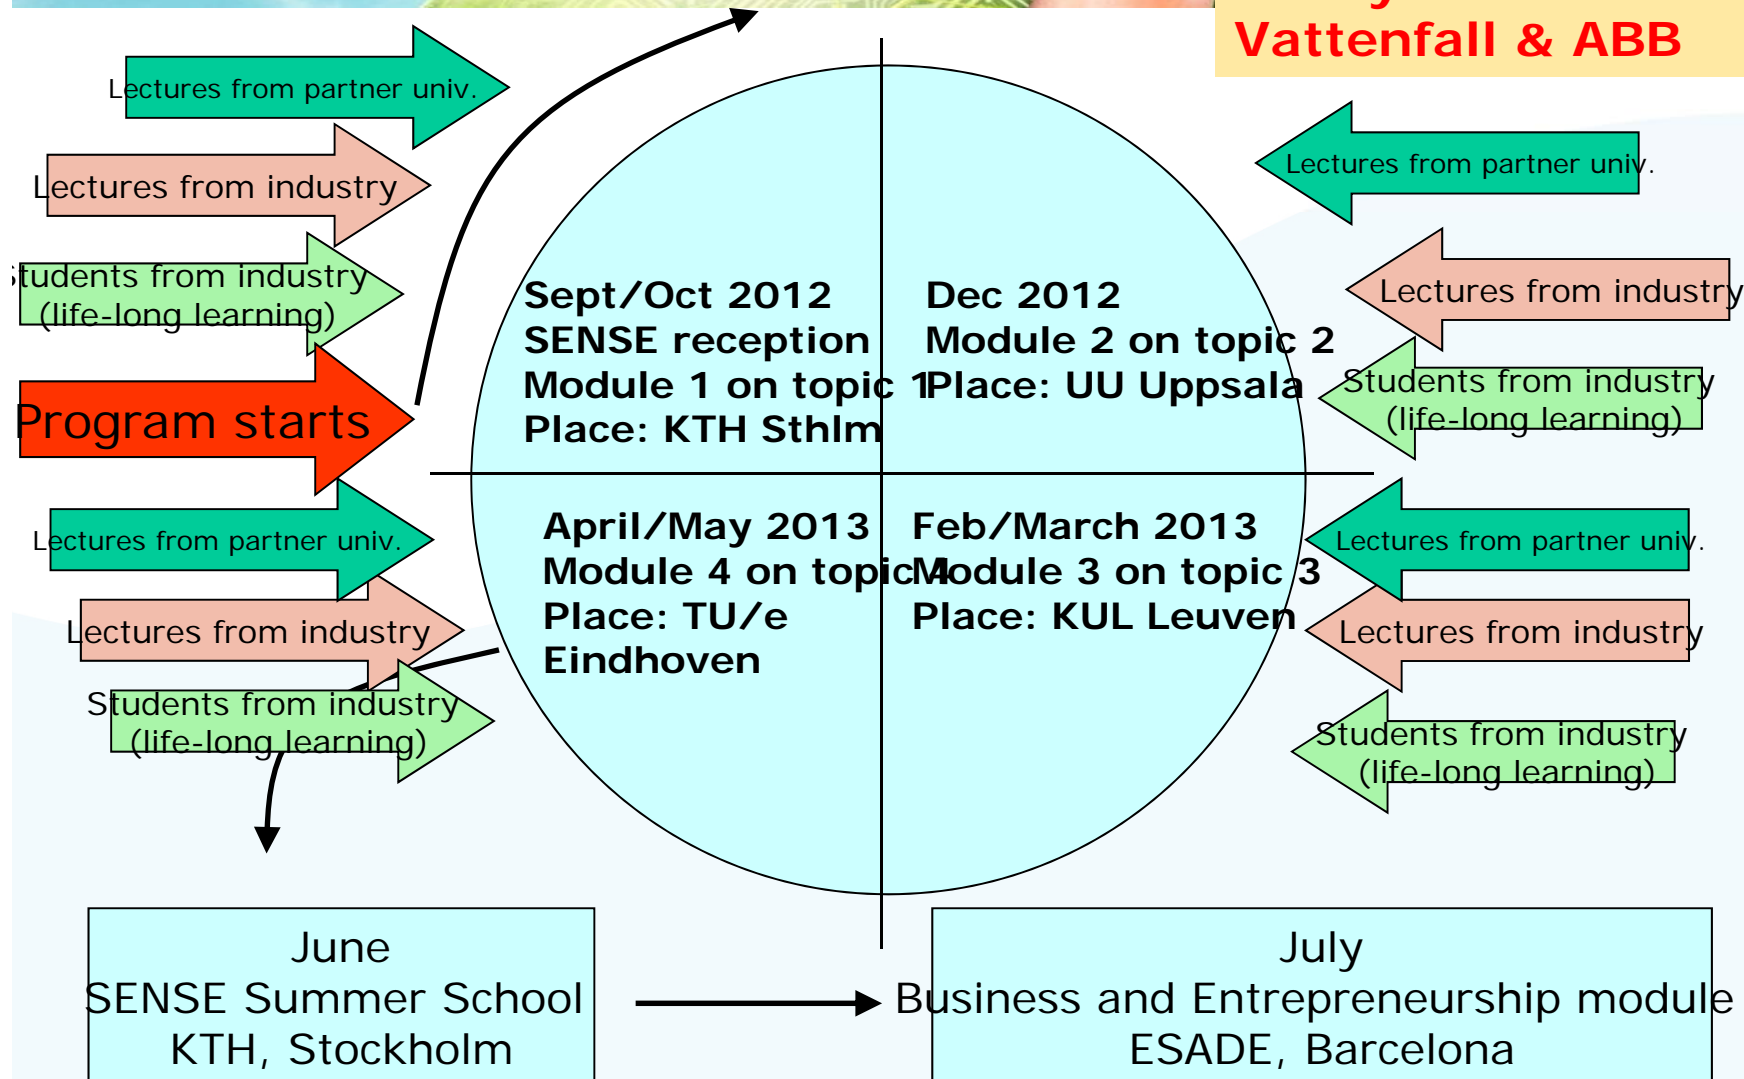 Vattenfall & ABB
Lectures from partner univ.
Lectures from industry
Students from industry
(life-long learning)
Program starts
Lectures from partner univ.
Lectures from industry
Students from industry
(life-long learning)
Sept/Oct 2012
SENSE reception
Module 1 on topic 1
Place: KTH Sthlm
Dec 2012
Module 2 on topic 2
Place: UU Uppsala
April/May 2013
Module 4 on topic 4
Place: TU/e
Eindhoven
Feb/March 2013
Module 3 on topic 3
Place: KUL Leuven
Lectures from partner univ.
Lectures from industry
Students from industry
(life-long learning)
Lectures from partner univ.
Lectures from industry
Students from industry
(life-long learning)
June
SENSE Summer School
KTH, Stockholm
July
Business and Entrepreneurship module
ESADE, Barcelona